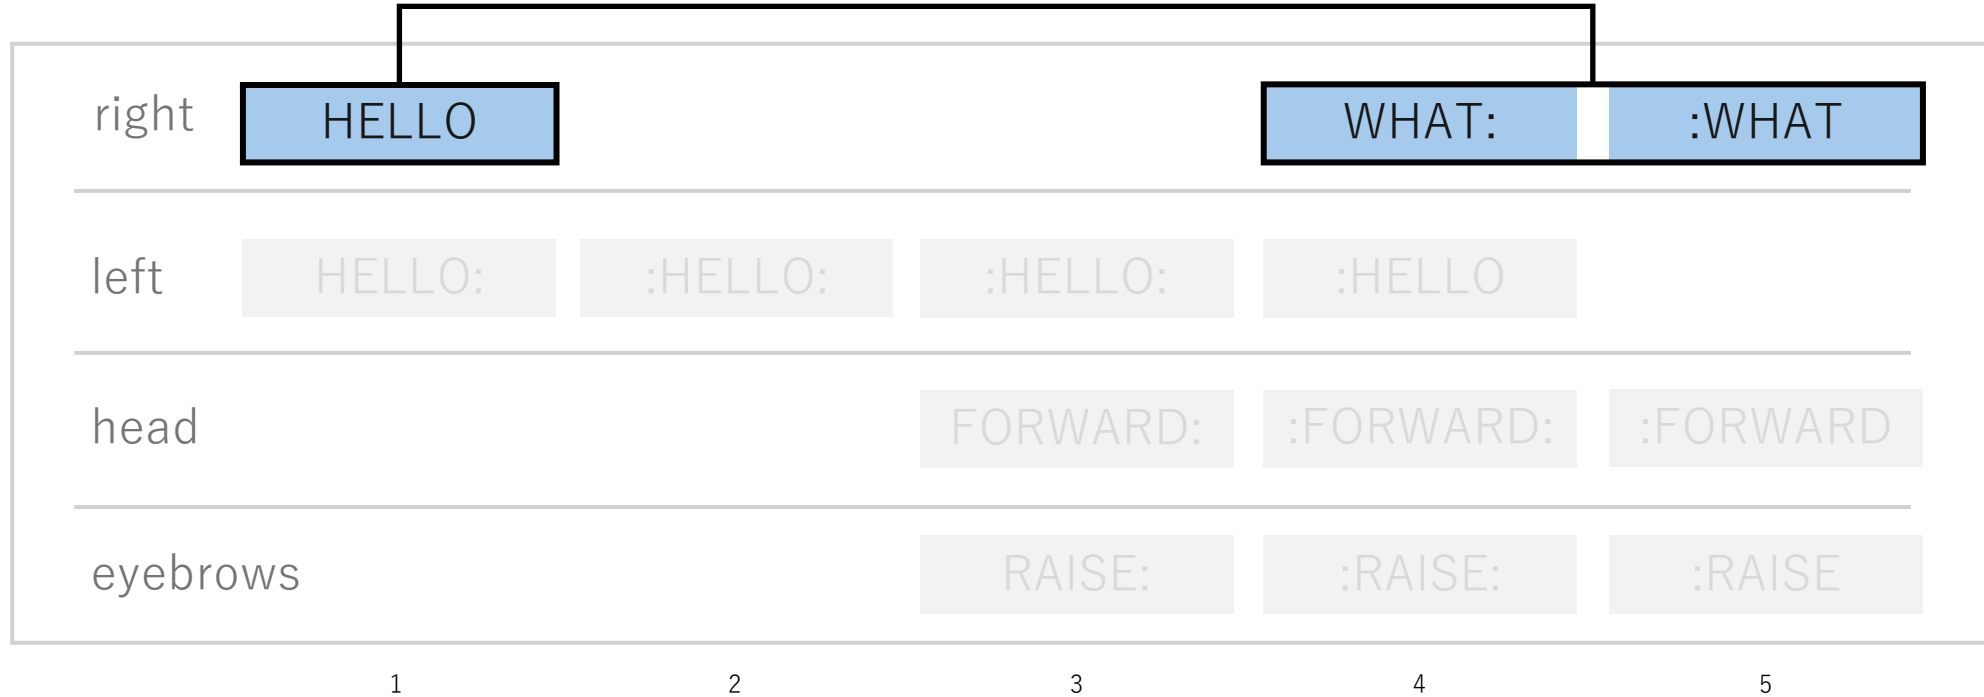 right HELLO WHAT: :WHAT
left HELLO: :HELLO: :HELLO: :HELLO
head FORWARD: :FORWARD: :FORWARD
eyebrows RAISE: :RAISE: :RAISE
1 2 3 4 5